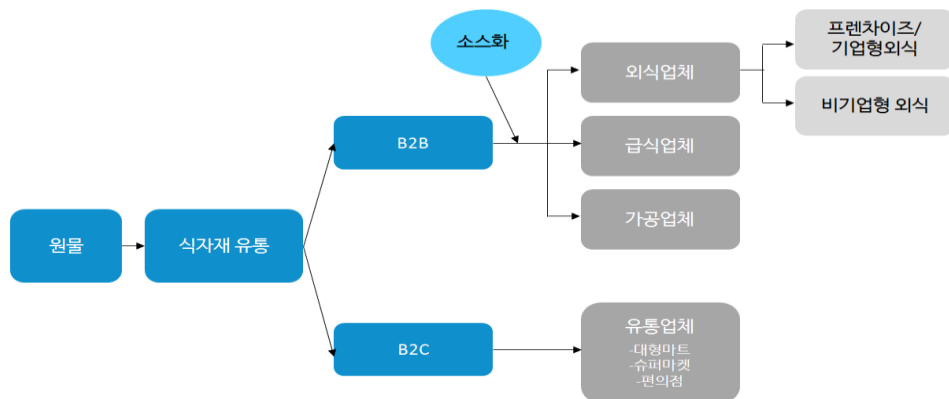 소스화
프렌차이즈/
기업형외식
외식업체
비기업형 외식
B2B
급식업체
가공업체
원물
식자재 유통
B2C
유통업체
-대형마트
-슈퍼마켓
-편의점